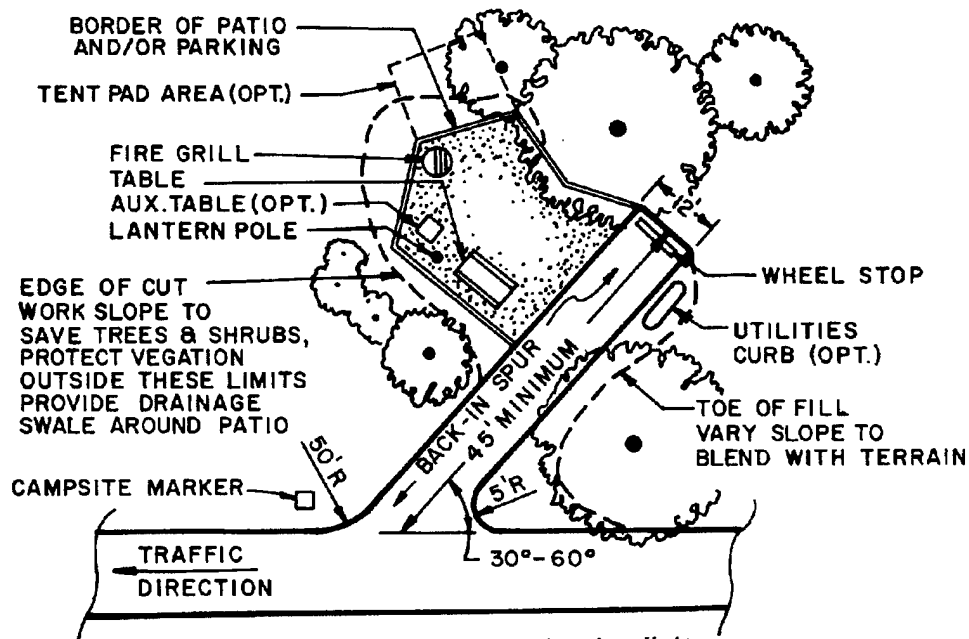 BORDER OF PATIO
AND/OR PARKING
TENT PAD AREA (OPT.)
FIRE GRILL
TABLE
AUX. TABLE (OPT.)
LANTERN POLE
EDGE OF CUT
WORK SLOPE TO
SAVE TREES & SHRUBS,
PROTECT VEGATION
OUTSIDE THESE LIMITS
PROVIDE DRAINAGE
SWALE AROUND PATIO
12'
WHEEL STOP
UTILITIES
CURB (OPT.)
TOE OF FILL
VARY SLOPE TO
BLEND WITH TERRAIN
BACK-IN SPUR
45' MINIMUM
50'R
5'R
CAMPSITE MARKER
30°-60°
TRAFFIC
DIRECTION